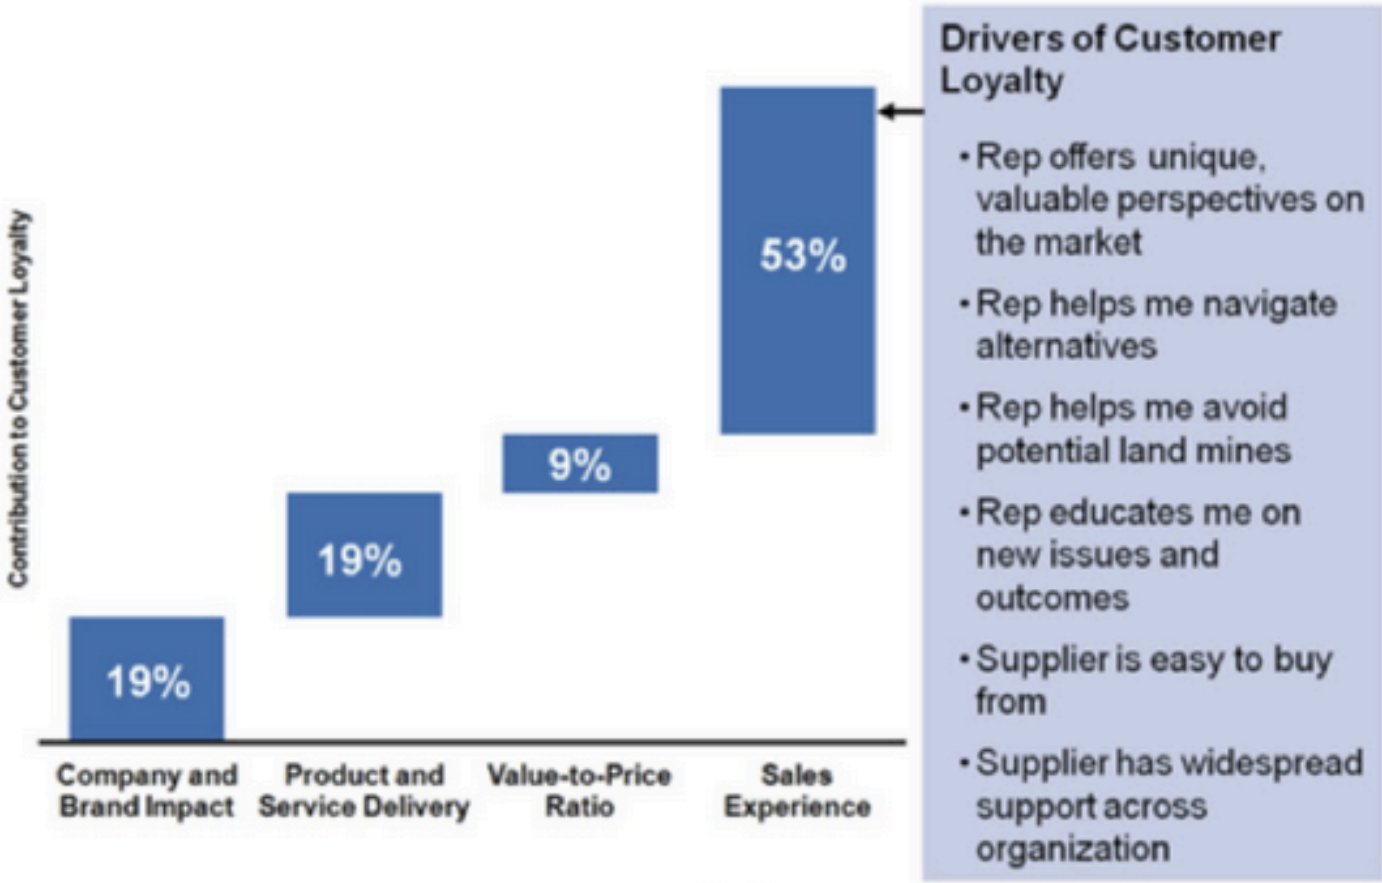 Contribution to Customer Loyalty
19%
19%
9%
53%
Company and
Brand Impact
Product and
Service Delivery
Value-to-Price
Ratio
Sales
Experience
Drivers of Customer
Loyalty
• Rep offers unique,
valuable perspectives on
the market
• Rep helps me navigate
alternatives
• Rep helps me avoid
potential land mines
• Rep educates me on
new issues and
outcomes
• Supplier is easy to buy
from
• Supplier has widespread
support across
organization